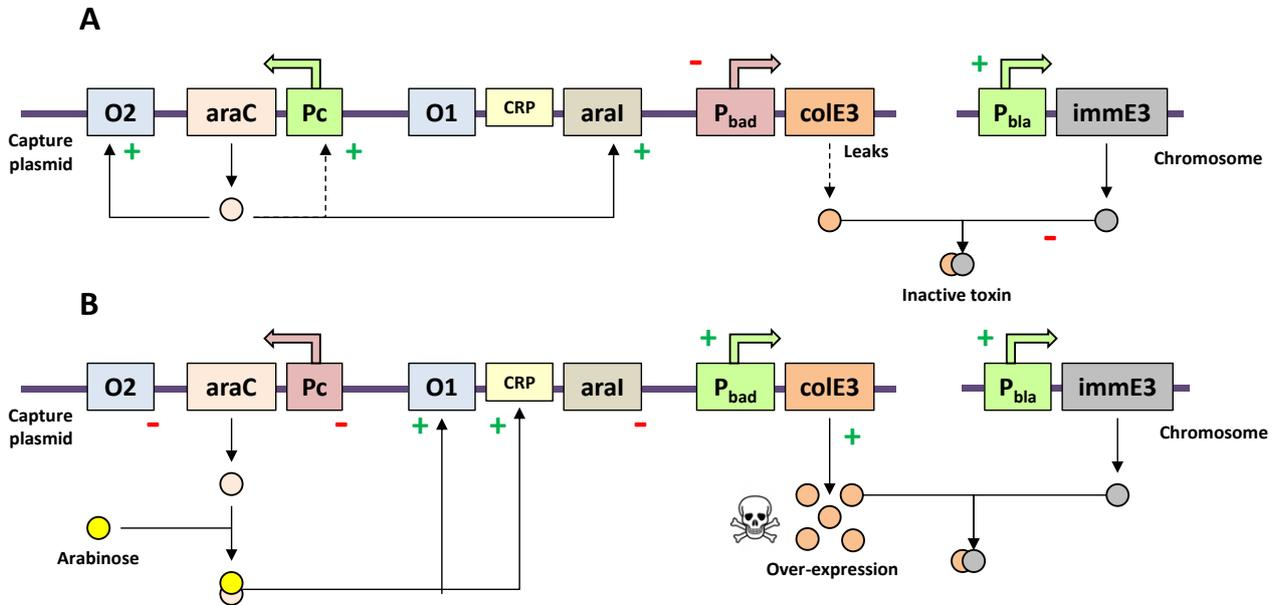 A
O2 araC Pc O1 CRP araI - Pbad colE3 + Pbla immE3
Capture
plasmid
+ + + Leaks Chromosome
-
Inactive toxin
B
O2 araC Pc O1 CRP araI + Pbad colE3 + Pbla immE3
Capture
plasmid
- - + + - + Chromosome
Arabinose
Over-expression